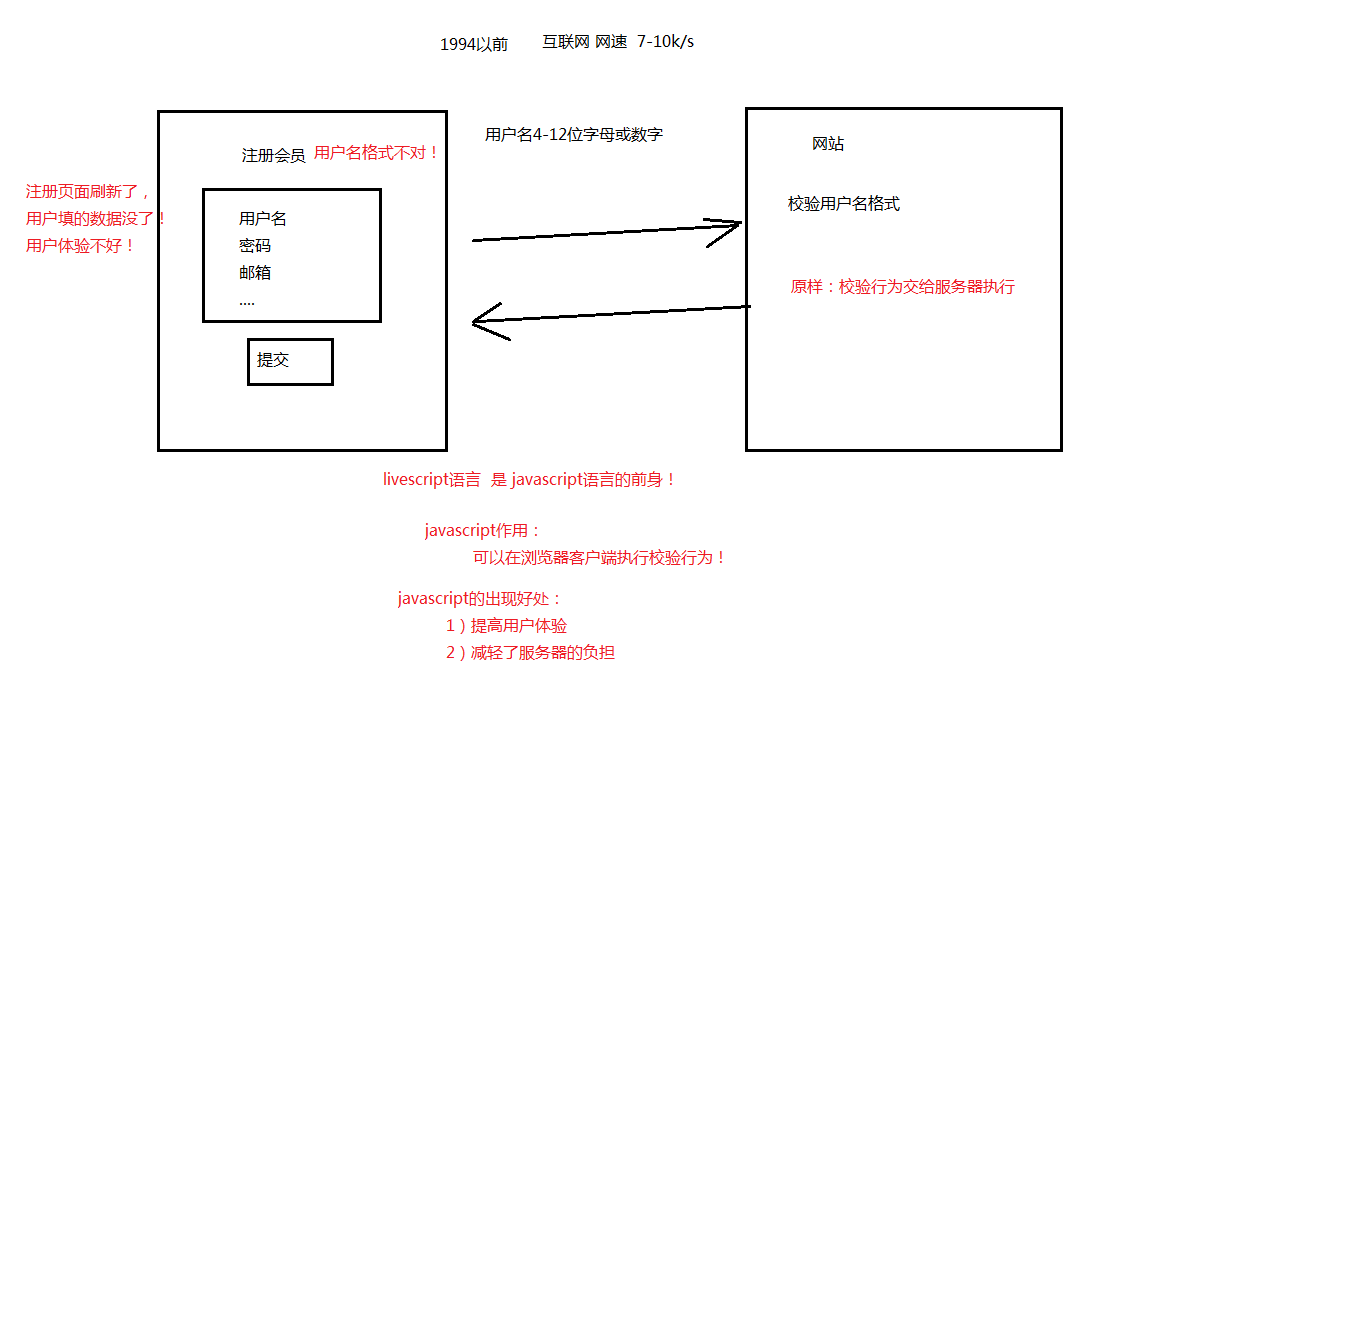 1994以前
互联网 网速  7-10k/s
用户名4-12位字母或数字
注册会员
用户名格式不对！
注册页面刷新了，
用户填的数据没了！
用户体验不好！
用户名
密码
邮箱
....
提交
网站
校验用户名格式
原样：校验行为交给服务器执行
livescript语言  是 javascript语言的前身！
javascript作用：
可以在浏览器客户端执行校验行为！
javascript的出现好处：
1）提高用户体验
2）减轻了服务器的负担